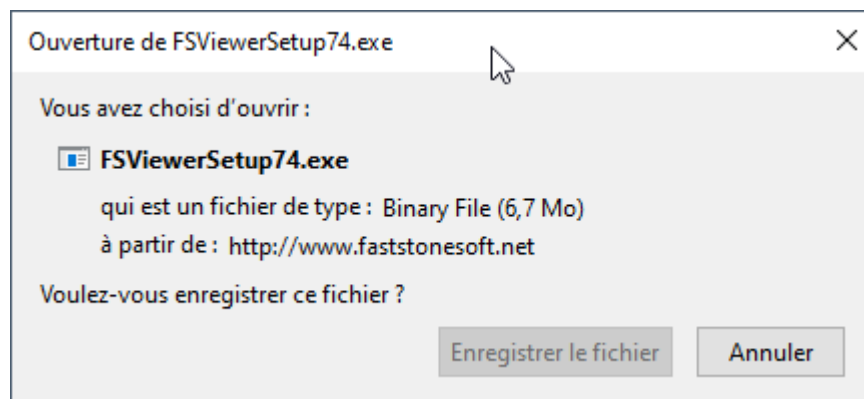 Ouverture de FSViewerSetup74.exe
Vous avez choisi d’ouvrir :
FSViewerSetup74.exe
qui est un fichier de type : Binary File (6,7 Mo)
à partir de : http://www.faststonesoft.net
Voulez-vous enregistrer ce fichier ?
Enregistrer le fichier Annuler